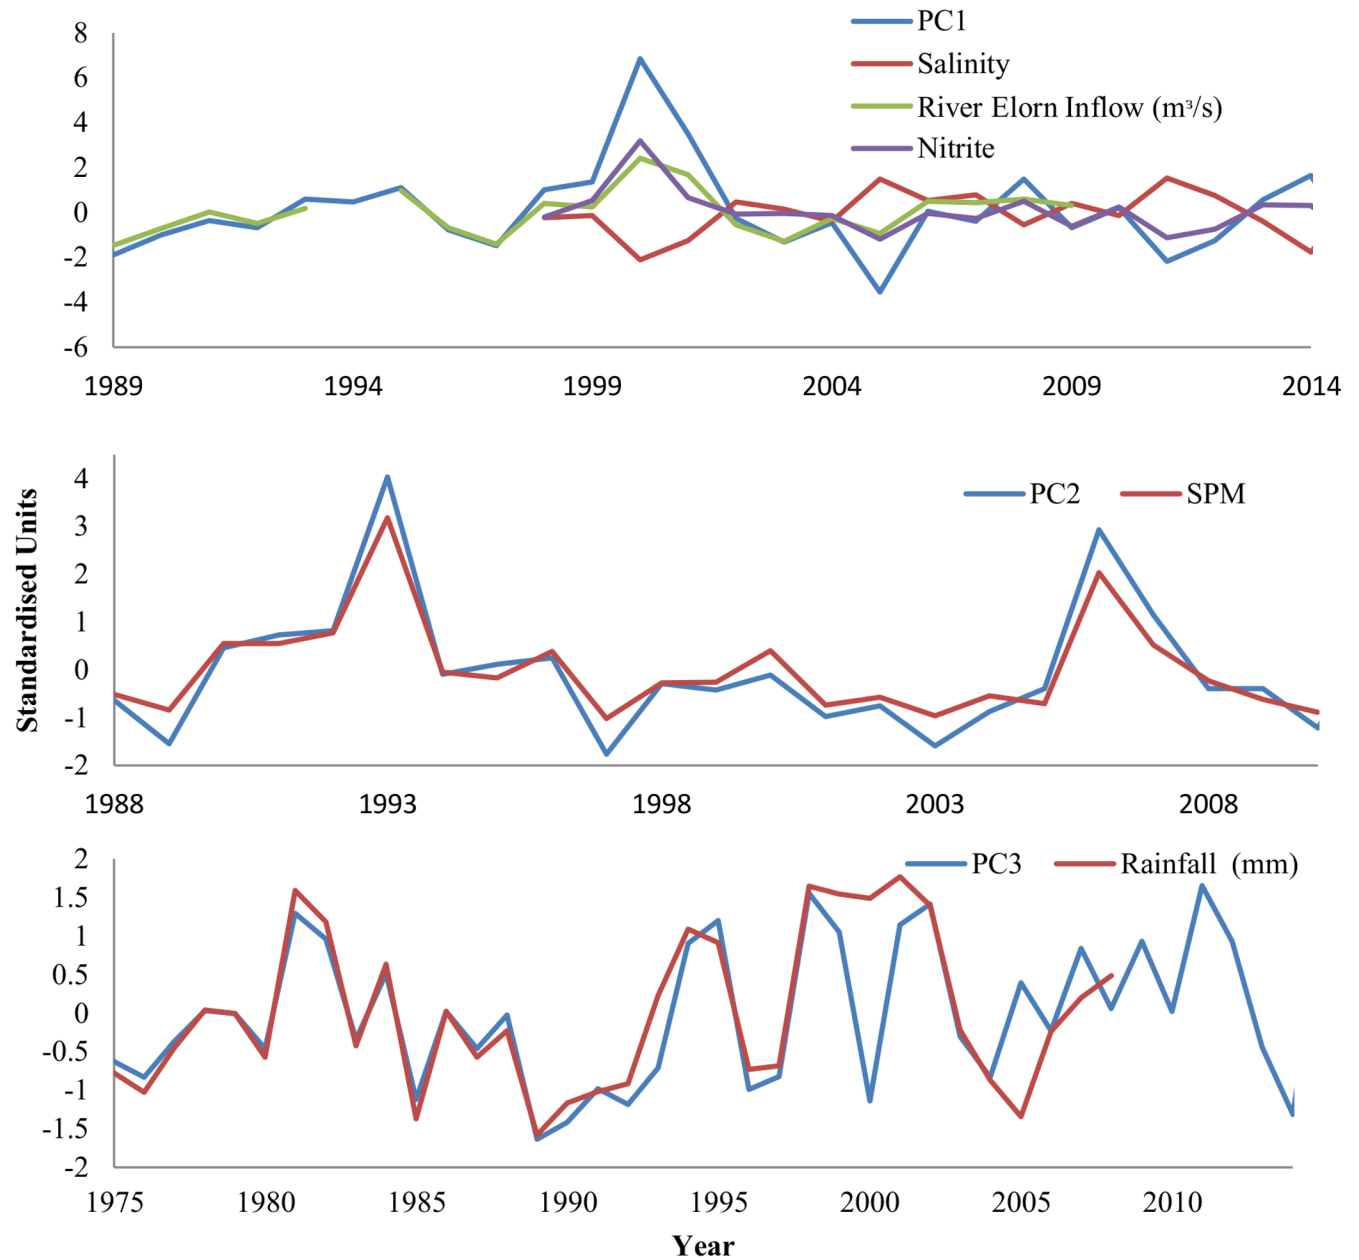 PC1
Salinity
River Elorn Inflow (m³/s)
Nitrite
8
6
4
2
0
-2
-4
-6
1989 1994 1999 2004 2009 2014
Standardised Units
PC2 SPM
4
3
2
1
0
-1
-2
1988 1993 1998 2003 2008
PC3 Rainfall (mm)
2
1.5
1
0.5
0
-0.5
-1
-1.5
-2
1975 1980 1985 1990 1995 2000 2005 2010
Year